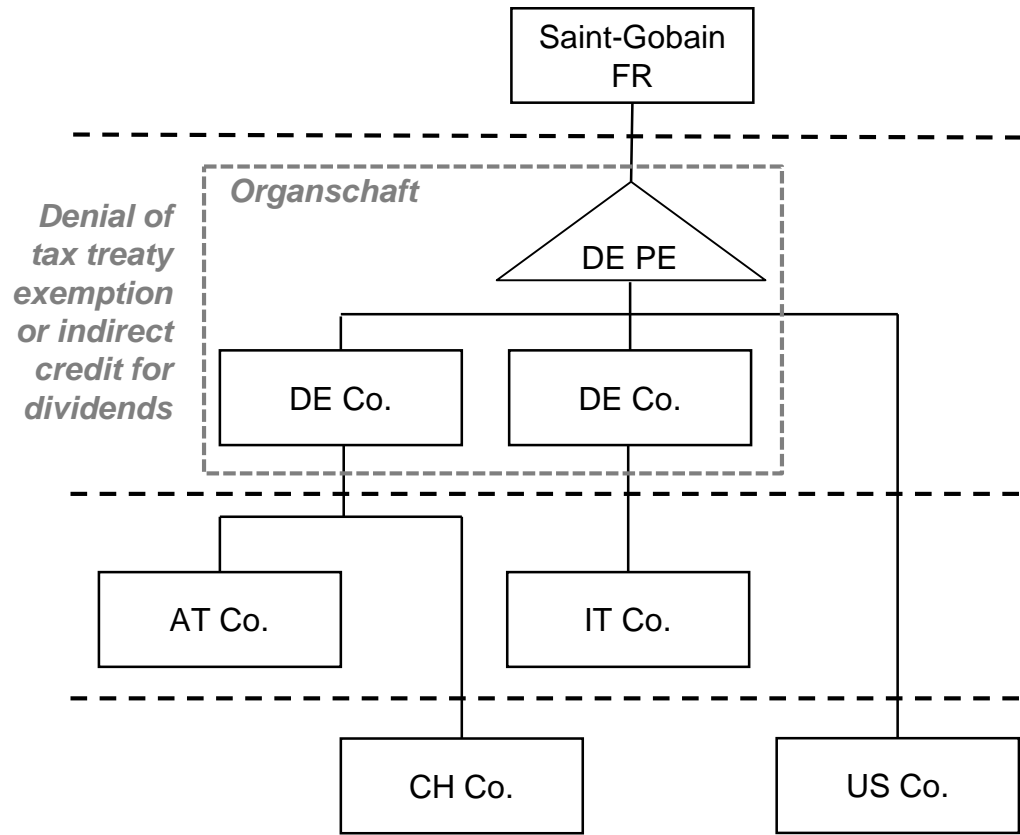 Saint-Gobain
FR
Organschaft
Denial of
tax treaty
exemption
or indirect
credit for
dividends
DE PE
DE Co.
DE Co.
AT Co.
IT Co.
CH Co.
US Co.